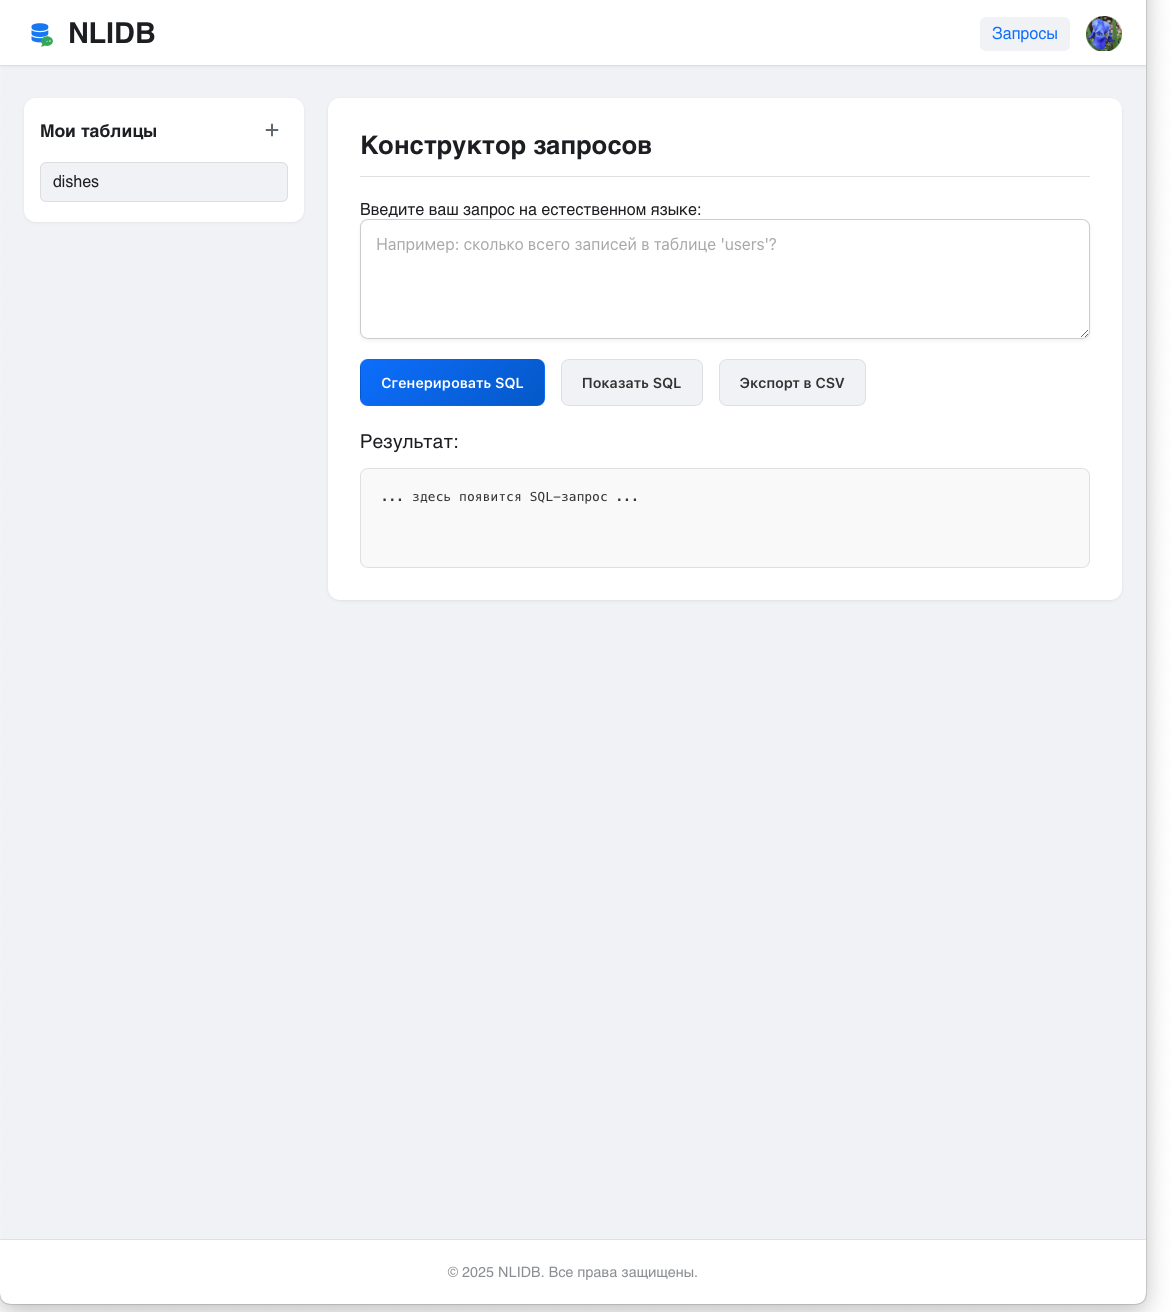 NLIDB
Запросы
Мои таблицы
+
dishes
Конструктор запросов
Введите ваш запрос на естественном языке:
Например: сколько всего записей в таблице 'users'?
Сгенерировать SQL
Показать SQL
Экспорт в CSV
Результат:
... здесь появится SQL-запрос ...
© 2025 NLIDB. Все права защищены.